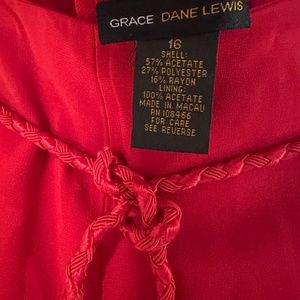 GRACE DANE LEWIS
16
SHELL:
57% ACETATE
27% POLYESTER
16% RAYON
LINING:
100% ACETATE
MADE IN MACAU
RN 108466
FOR CARE
SEE REVERSE